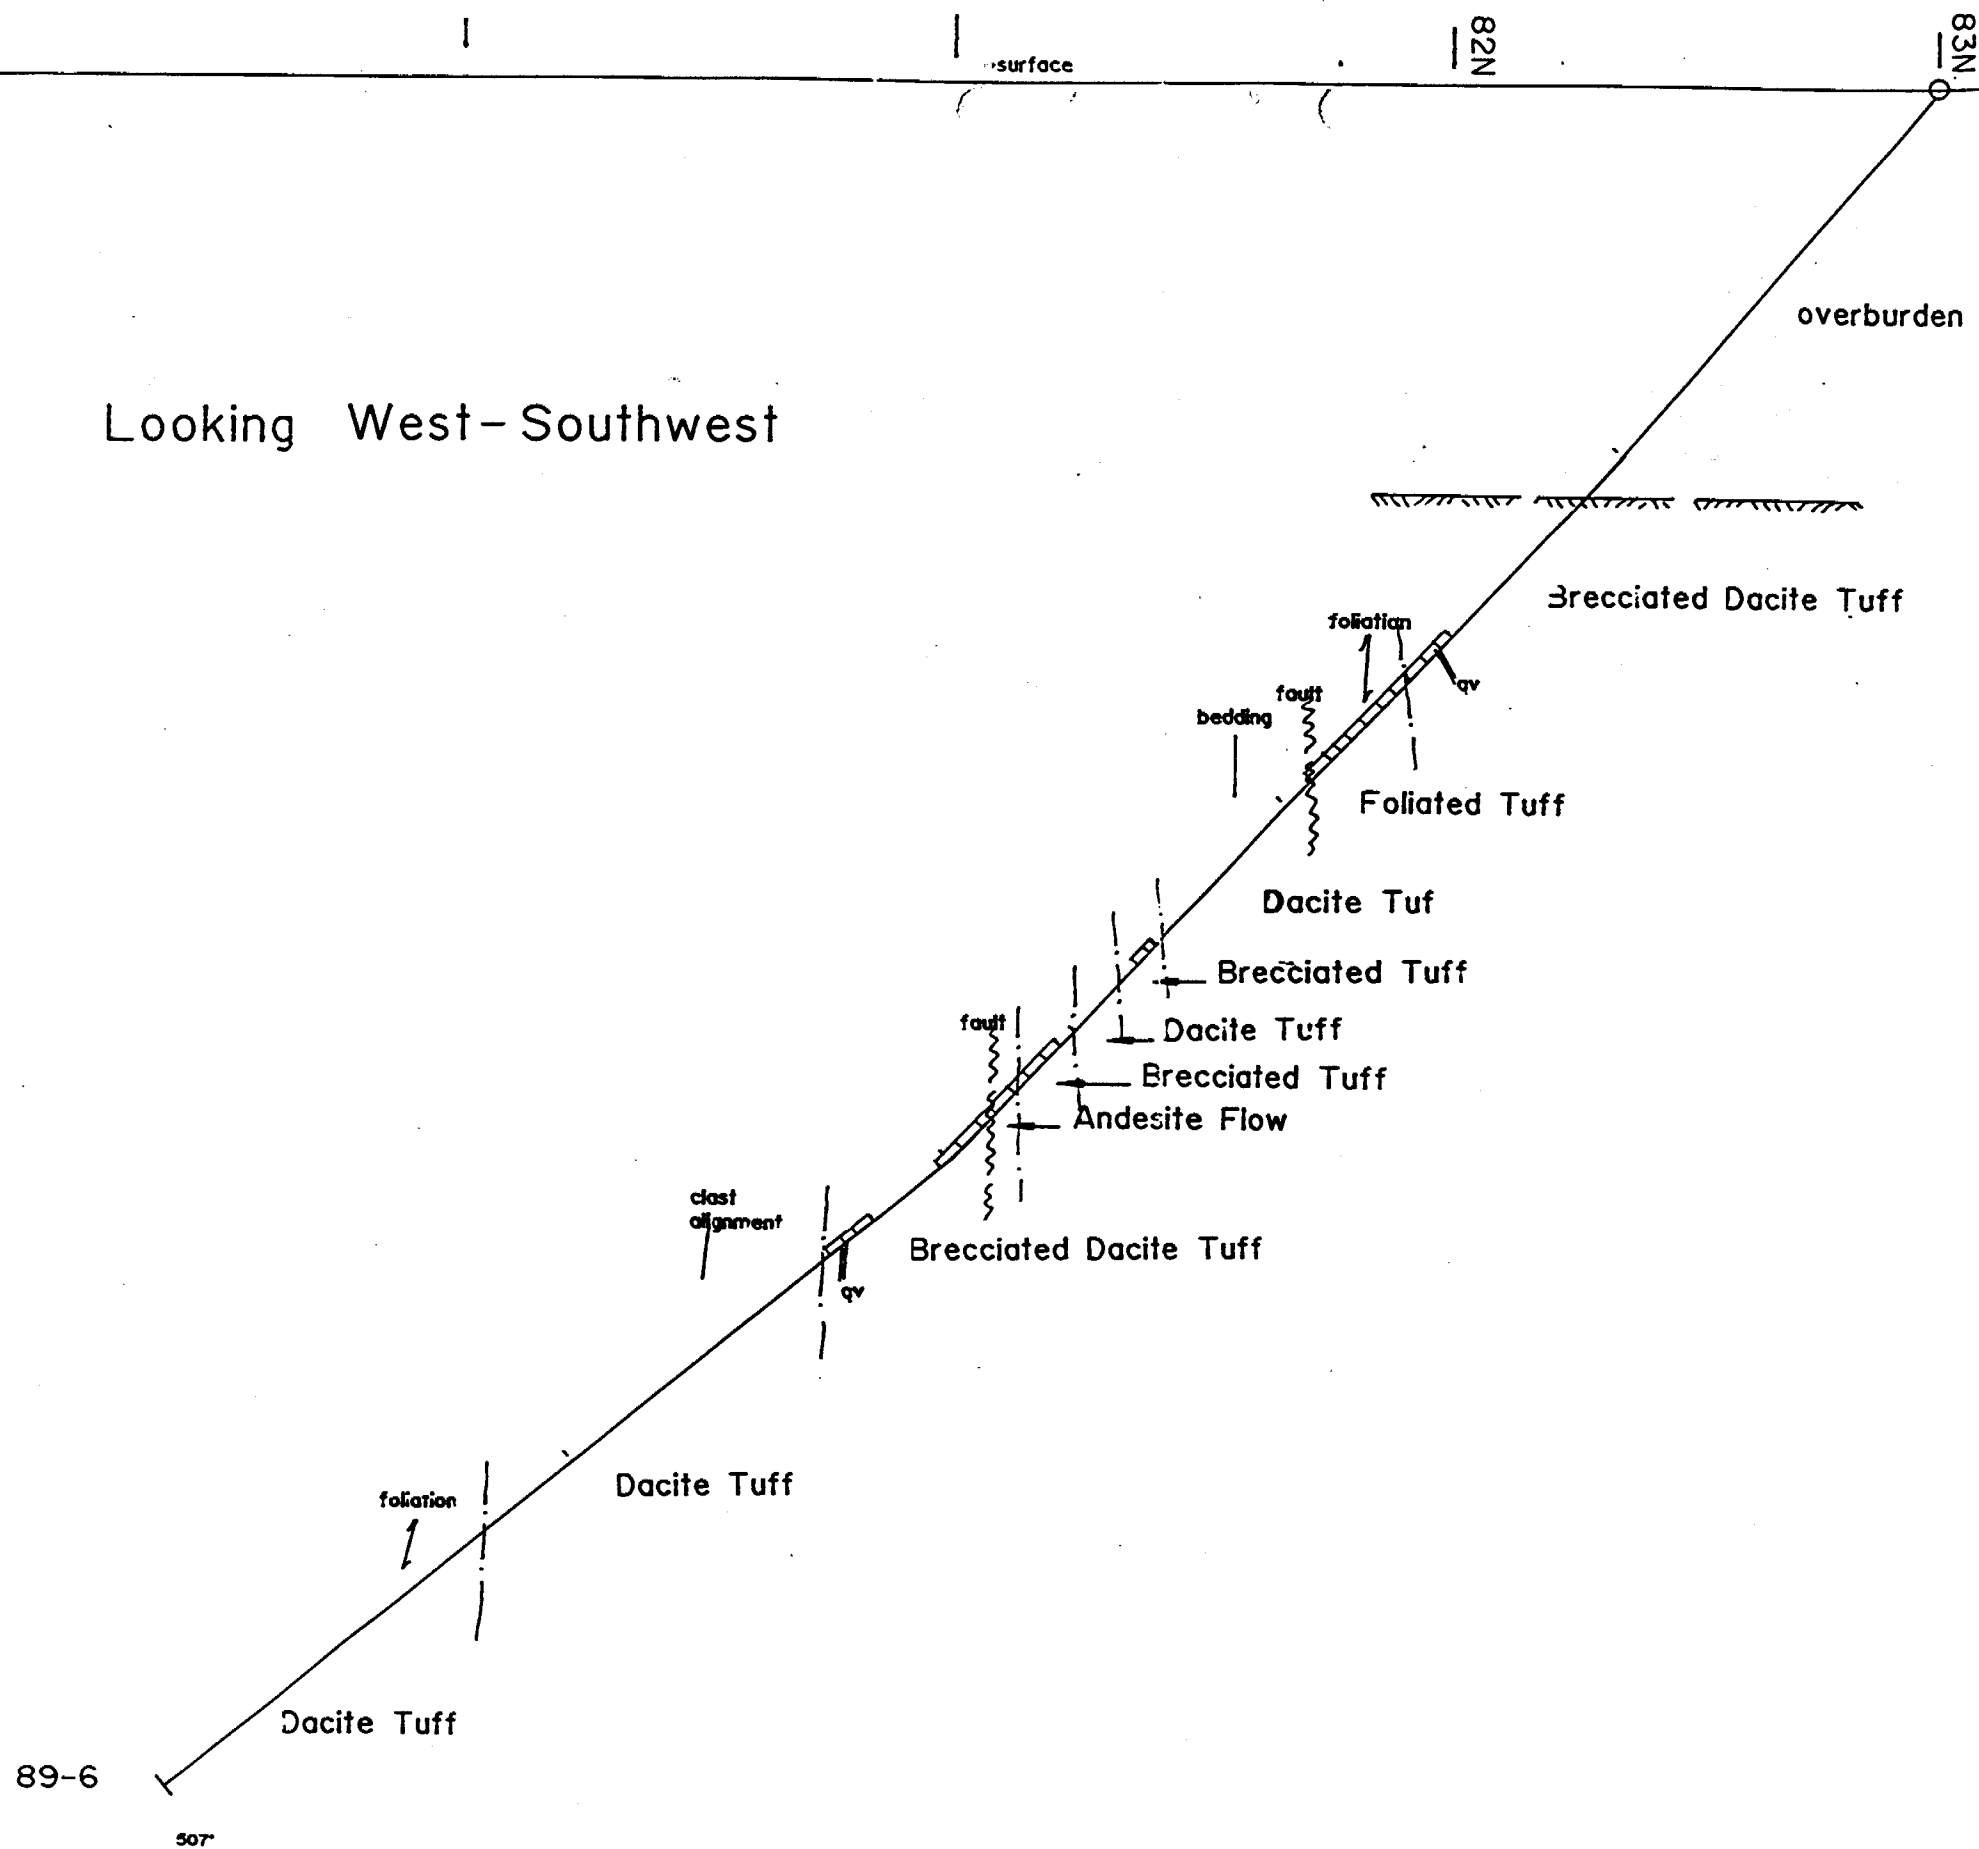 82N
83N
surface
overburden
Looking West-Southwest
Brecciated Dacite Tuff
foliation
qv
fault
bedding
Foliated Tuff
Dacite Tuf
Brecciated Tuff
fault
Dacite Tuff
Brecciated Tuff
Andesite Flow
clast
alignment
Brecciated Dacite Tuff
qv
Dacite Tuff
foliation
Dacite Tuff
89-6
507'